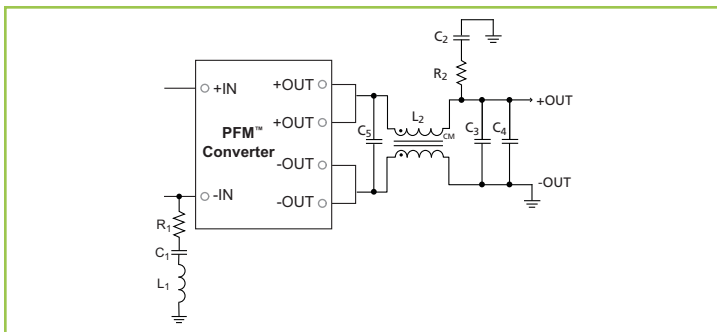 C2
R2
+IN
+OUT
+OUT
L2
+OUT
C5
CM
C3
C4
PFM™
Converter
-OUT
-IN
-OUT
-OUT
R1
C1
L1